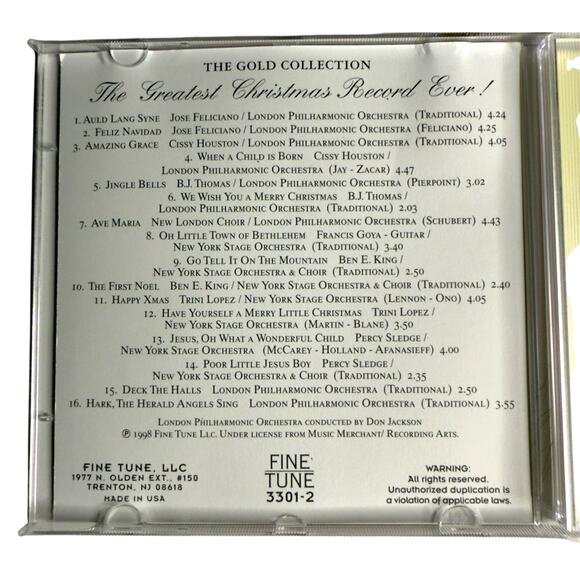 THE GOLD COLLECTION
The Greatest Christmas Record Ever!
1. AULD LANG SYNE JOSE FELICIANO / LONDON PHILHARMONIC ORCHESTRA (TRADITIONAL) 4.24
2. FELIZ NAVIDAD JOSE FELICIANO / LONDON PHILHARMONIC ORCHESTRA (FELICIANO) 4.25
3. AMAZING GRACE CISSY HOUSTON / LONDON PHILHARMONIC ORCHESTRA (TRADITIONAL) 4.05
4. WHEN A CHILD IS BORN CISSY HOUSTON /
LONDON PHILHARMONIC ORCHESTRA (JAY - ZACAR) 4.47
5. JINGLE BELLS B.J. THOMAS / LONDON PHILHARMONIC ORCHESTRA (PIERPOINT) 3.02
6. WE WISH YOU A MERRY CHRISTMAS B.J. THOMAS /
LONDON PHILHARMONIC ORCHESTRA (TRADITIONAL) 2.03
7. AVE MARIA NEW LONDON CHOIR / LONDON PHILHARMONIC ORCHESTRA (SCHUBERT) 4.43
8. OH LITTLE TOWN OF BETHLEHEM FRANCIS GOYA - GUITAR /
NEW YORK STAGE ORCHESTRA (TRADITIONAL) 3.40
9. GO TELL IT ON THE MOUNTAIN BEN E. KING /
NEW YORK STAGE ORCHESTRA & CHOIR (TRADITIONAL) 2.50
10. THE FIRST NOEL BEN E. KING / NEW YORK STAGE ORCHESTRA & CHOIR (TRADITIONAL) 2.40
11. HAPPY XMAS TRINI LOPEZ / NEW YORK STAGE ORCHESTRA (LENNON - ONO) 4.05
12. HAVE YOURSELF A MERRY LITTLE CHRISTMAS TRINI LOPEZ /
NEW YORK STAGE ORCHESTRA (MARTIN - BLANE) 3.50
13. JESUS, OH WHAT A WONDERFUL CHILD PERCY SLEDGE /
NEW YORK STAGE ORCHESTRA (MCCAREY - HOLLAND - AFANASIEFF) 4.00
14. POOR LITTLE JESUS BOY PERCY SLEDGE /
NEW YORK STAGE ORCHESTRA & CHOIR (TRADITIONAL) 2.35
15. DECK THE HALLS LONDON PHILHARMONIC ORCHESTRA (TRADITIONAL) 2.50
16. HARK, THE HERALD ANGELS SING LONDON PHILHARMONIC ORCHESTRA (TRADITIONAL) 3.55
LONDON PHILHARMONIC ORCHESTRA CONDUCTED BY DON JACKSON
℗ 1998 FINE TUNE LLC. UNDER LICENSE FROM MUSIC MERCHANT/ RECORDING ARTS.
FINE TUNE, LLC
1977 N. OLDEN EXT., #150
TRENTON, NJ 08618
MADE IN USA
FINE
TUNE
3301-2
WARNING:
All rights reserved.
Unauthorized duplication is
a violation of applicable laws.